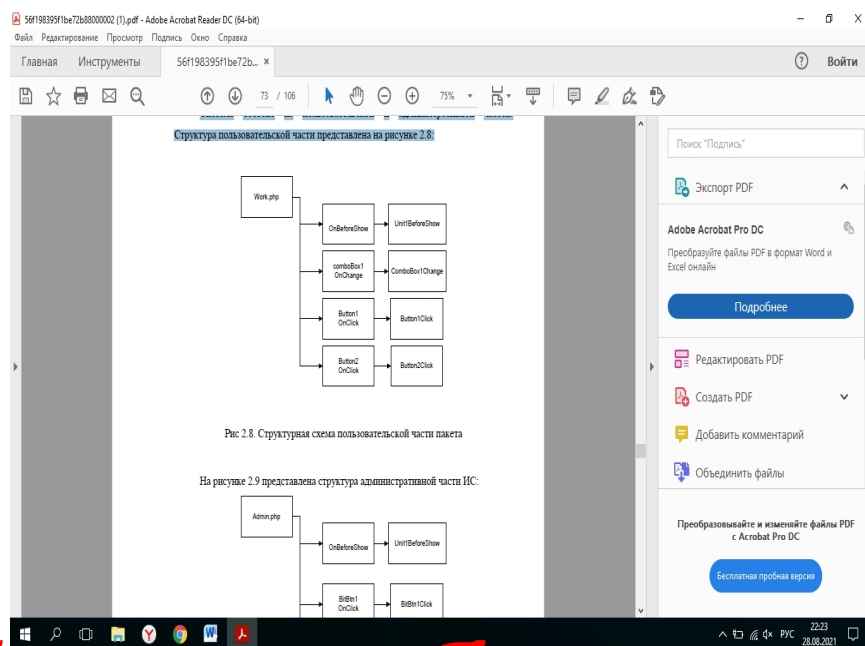 56f198395f1be72b88000002 (1).pdf - Adobe Acrobat Reader DC (64-bit)
Файл Редактирование Просмотр Подпись Окно Справка
Главная Инструменты 56f198395f1be72b... × Войти
73 / 106 75%
Структура пользовательской части представлена на рисунке 2.8:
Work.php
OnBeforeShow Unit1BeforeShow
comboBox1
OnChange ComboBox1Change
Button1
OnClick Button1Click
Button2
OnClick Button2Click
Рис 2.8. Структурная схема пользовательской части пакета
На рисунке 2.9 представлена структура административной части ИС:
Admin.php
OnBeforeShow Unit1BeforeShow
BitBtn1
OnClick BitBtn1Click
Поиск "Подпись"
Экспорт PDF
Adobe Acrobat Pro DC
Преобразуйте файлы PDF в формат Word и
Excel онлайн
Подробнее
Редактировать PDF
Создать PDF
Добавить комментарий
Объединить файлы
Преобразовывайте и изменяйте файлы PDF
с Acrobat Pro DC
Бесплатная пробная версия
РУС 22:23
28.08.2021